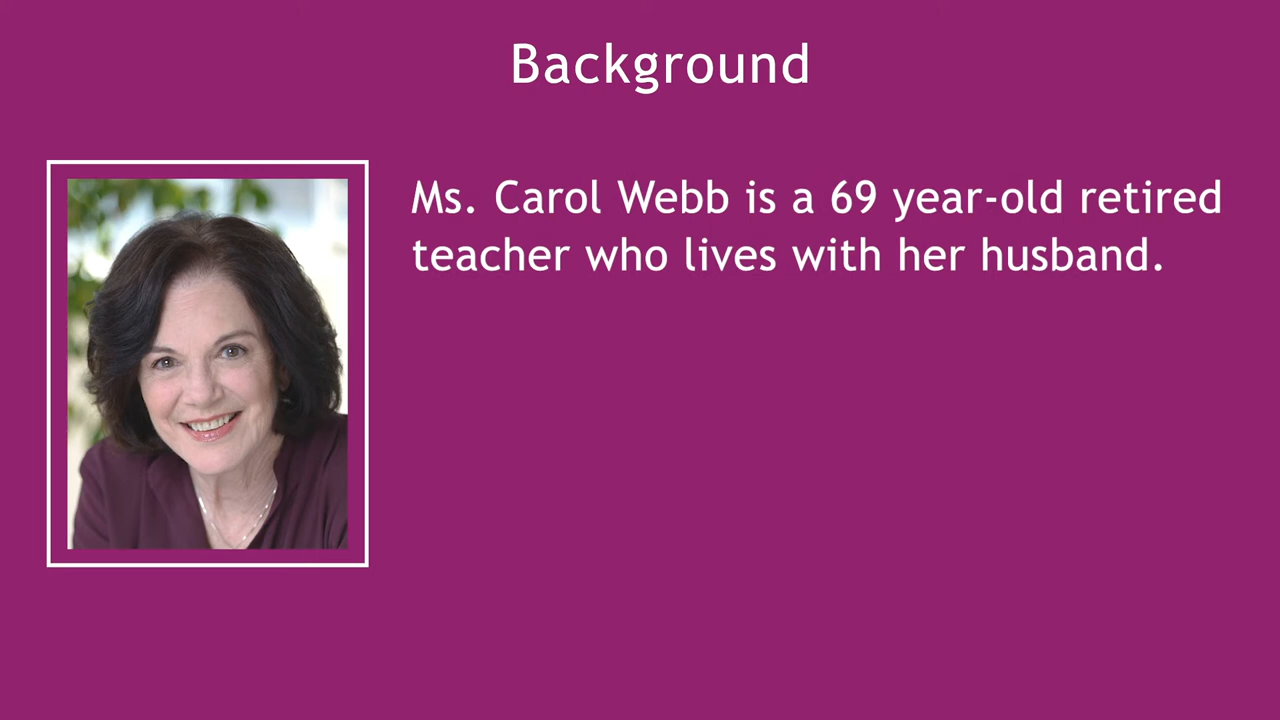 Background
Ms. Carol Webb is a 69 year-old retired
teacher who lives with her husband.